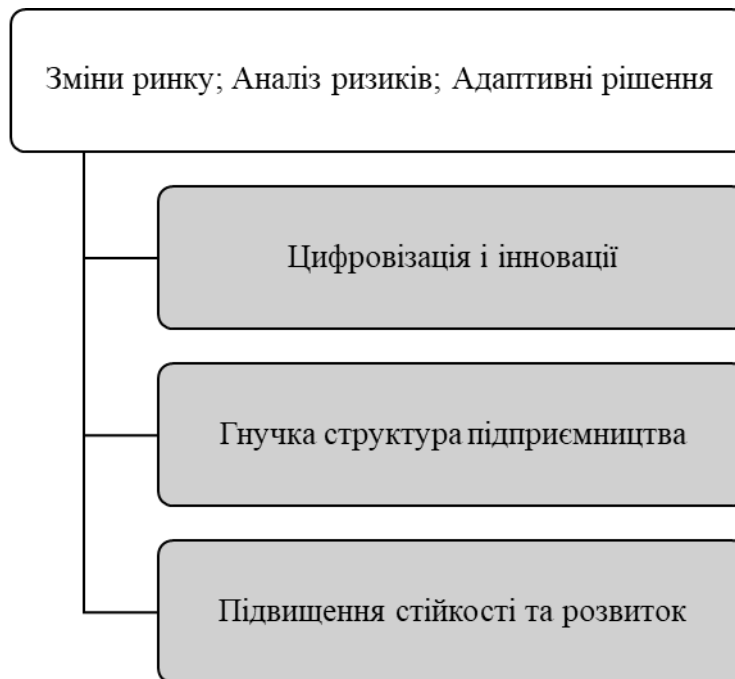 Зміни ринку; Аналіз ризиків; Адаптивні рішення
Цифровізація і інновації
Гнучка структура підприємництва
Підвищення стійкості та розвиток